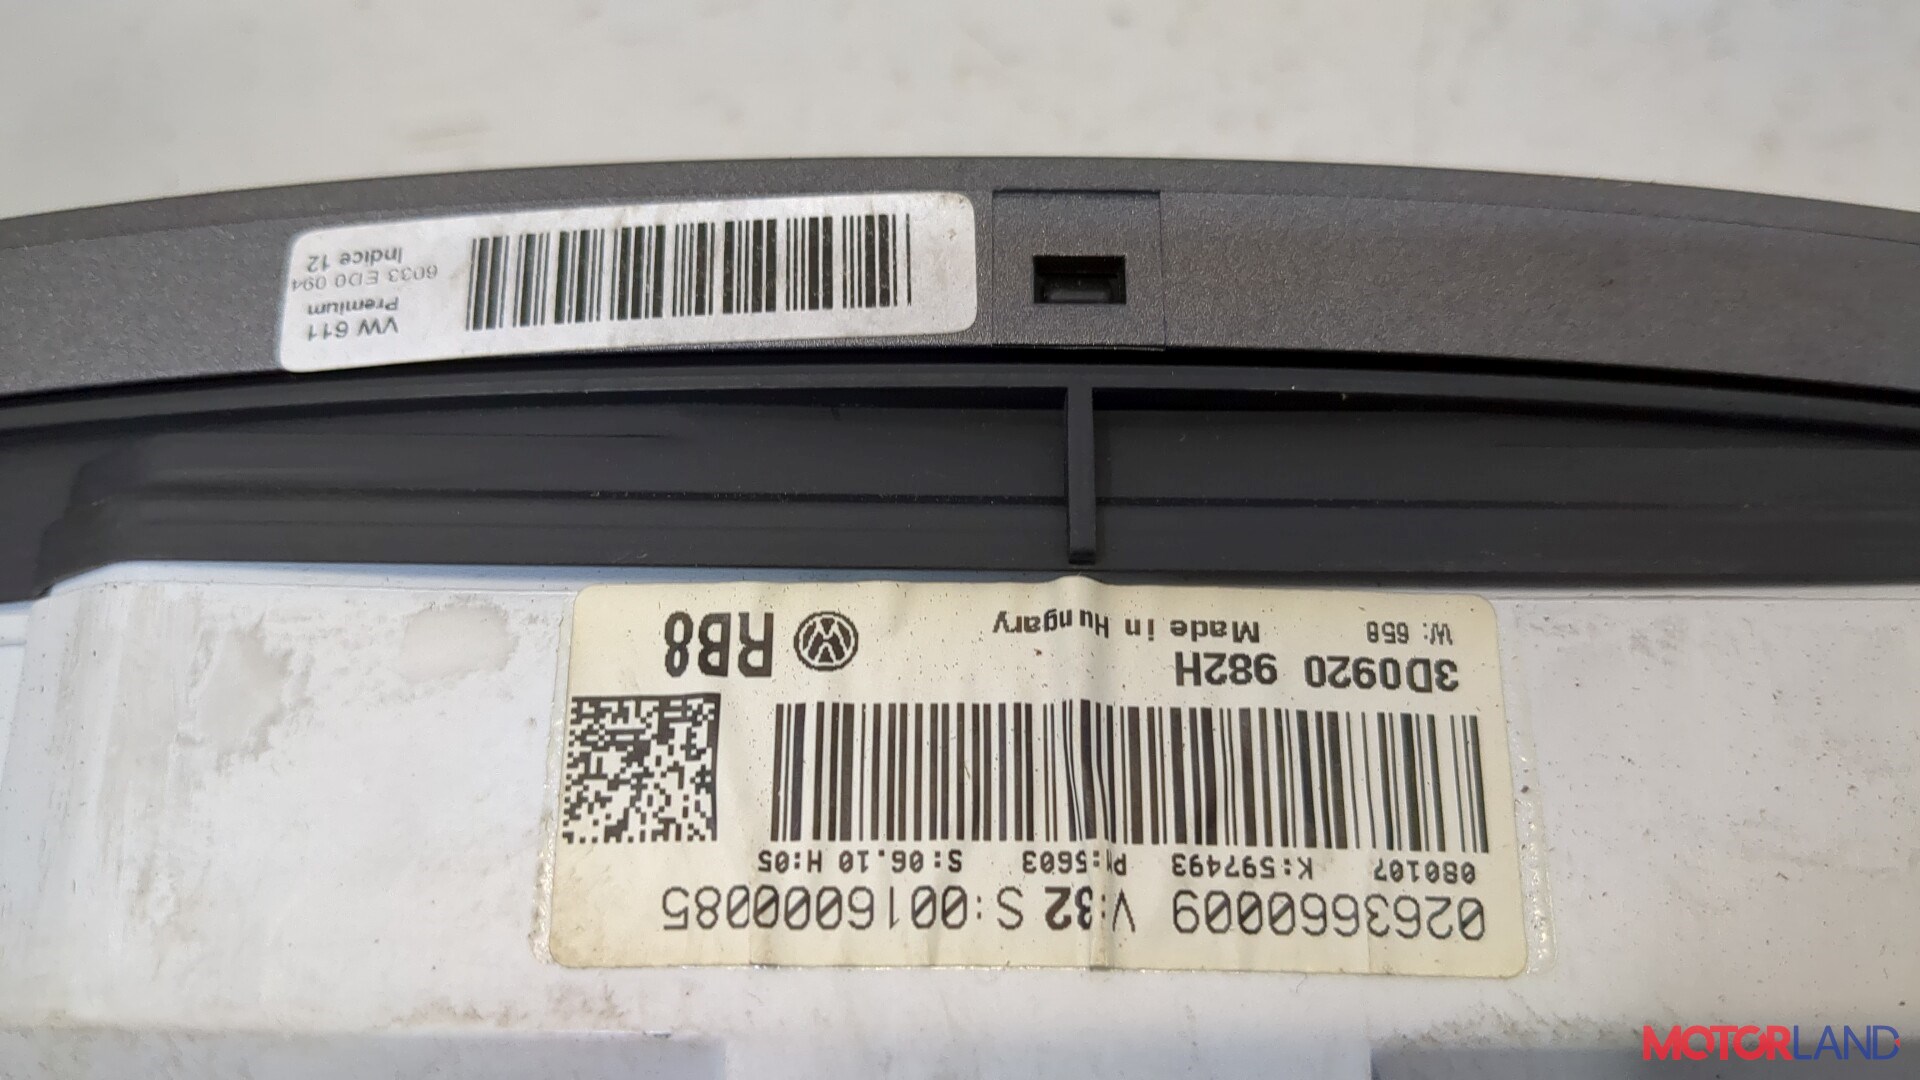 0263660009 V:32 S:0016000085
080107 K:597493 PM:5603 S:06.10 H:05
3D0920 982H
W: 658 Made in Hungary
RB8
VW 611
Premium
6033 ED0 094
Indice 12
MOTORLAND